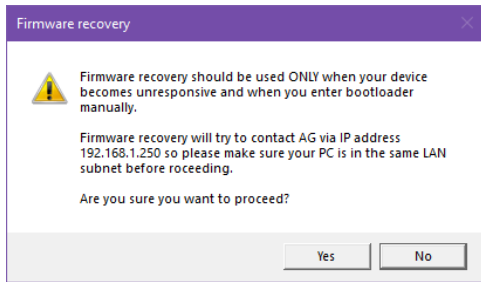 Firmware recovery
Firmware recovery should be used ONLY when your device
becomes unresponsive and when you enter bootloader
manually.
Firmware recovery will try to contact AG via IP address
192.168.1.250 so please make sure your PC is in the same LAN
subnet before roceeding.
Are you sure you want to proceed?
Yes
No